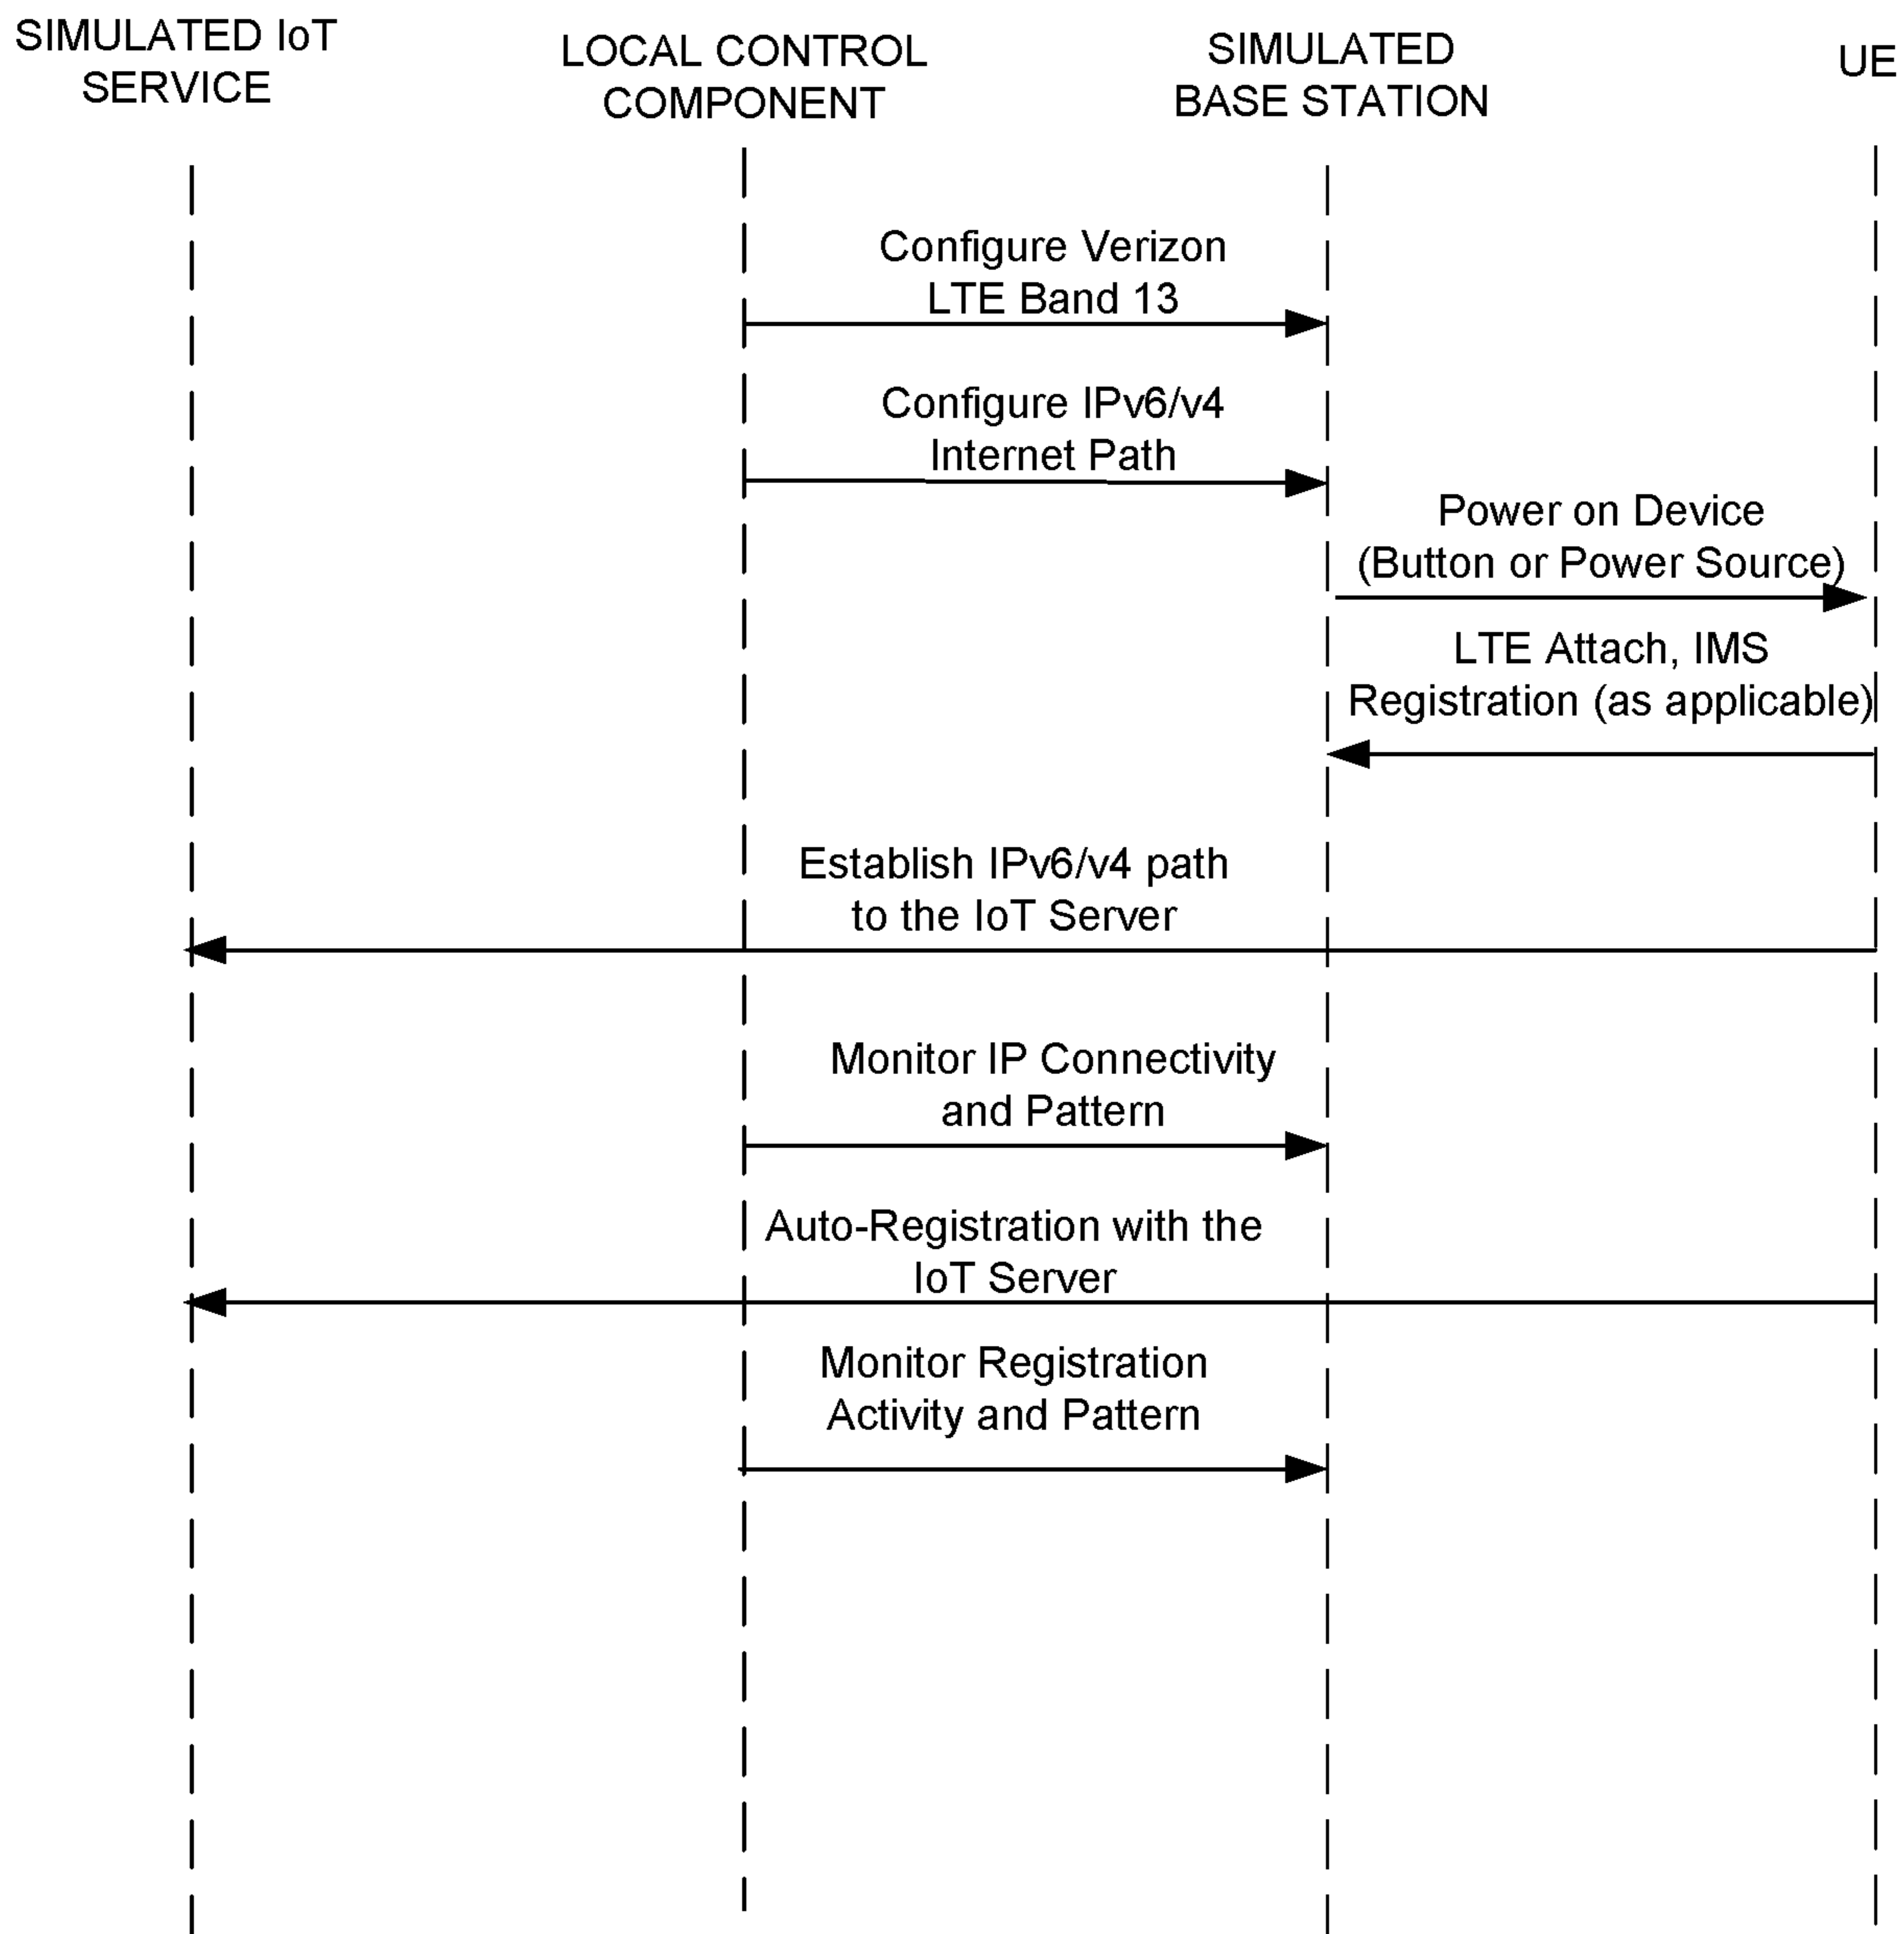 SIMULATED IoT
SERVICE
LOCAL CONTROL
COMPONENT
SIMULATED
BASE STATION
UE
Configure Verizon
LTE Band 13
Configure IPv6/v4
Internet Path
Power on Device
(Button or Power Source)
LTE Attach, IMS
Registration (as applicable)
Establish IPv6/v4 path
to the IoT Server
Monitor IP Connectivity
and Pattern
Auto-Registration with the
IoT Server
Monitor Registration
Activity and Pattern